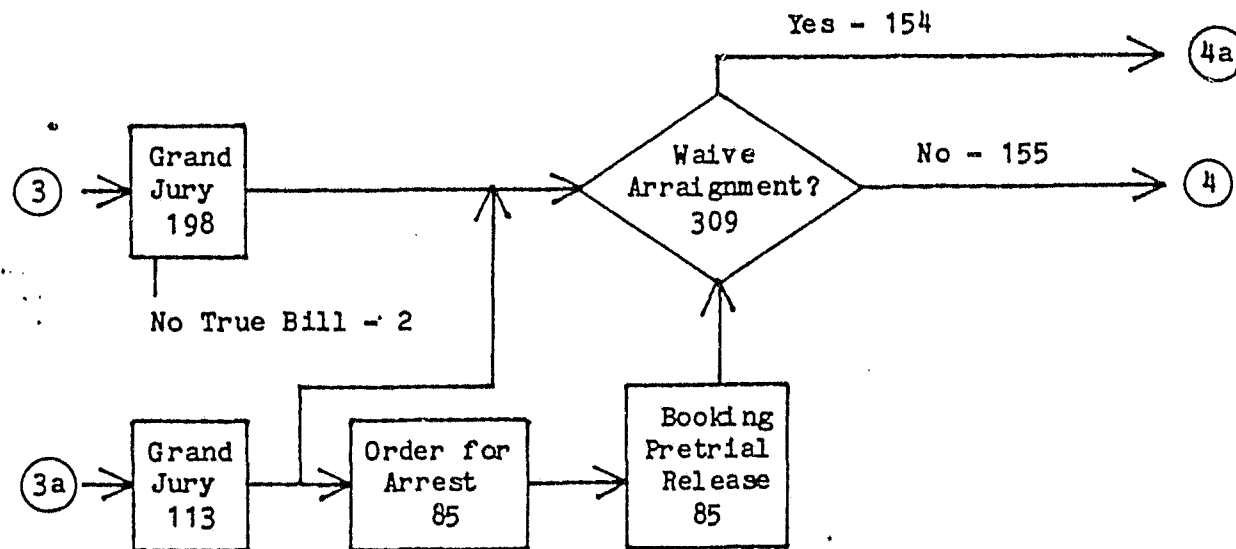 Yes - 154
4a
Grand
Jury
198
3
Waive
Arraignment?
309
No - 155
4
No True Bill - 2
3a
Grand
Jury
113
Order for
Arrest
85
Booking
Pretrial
Release
85